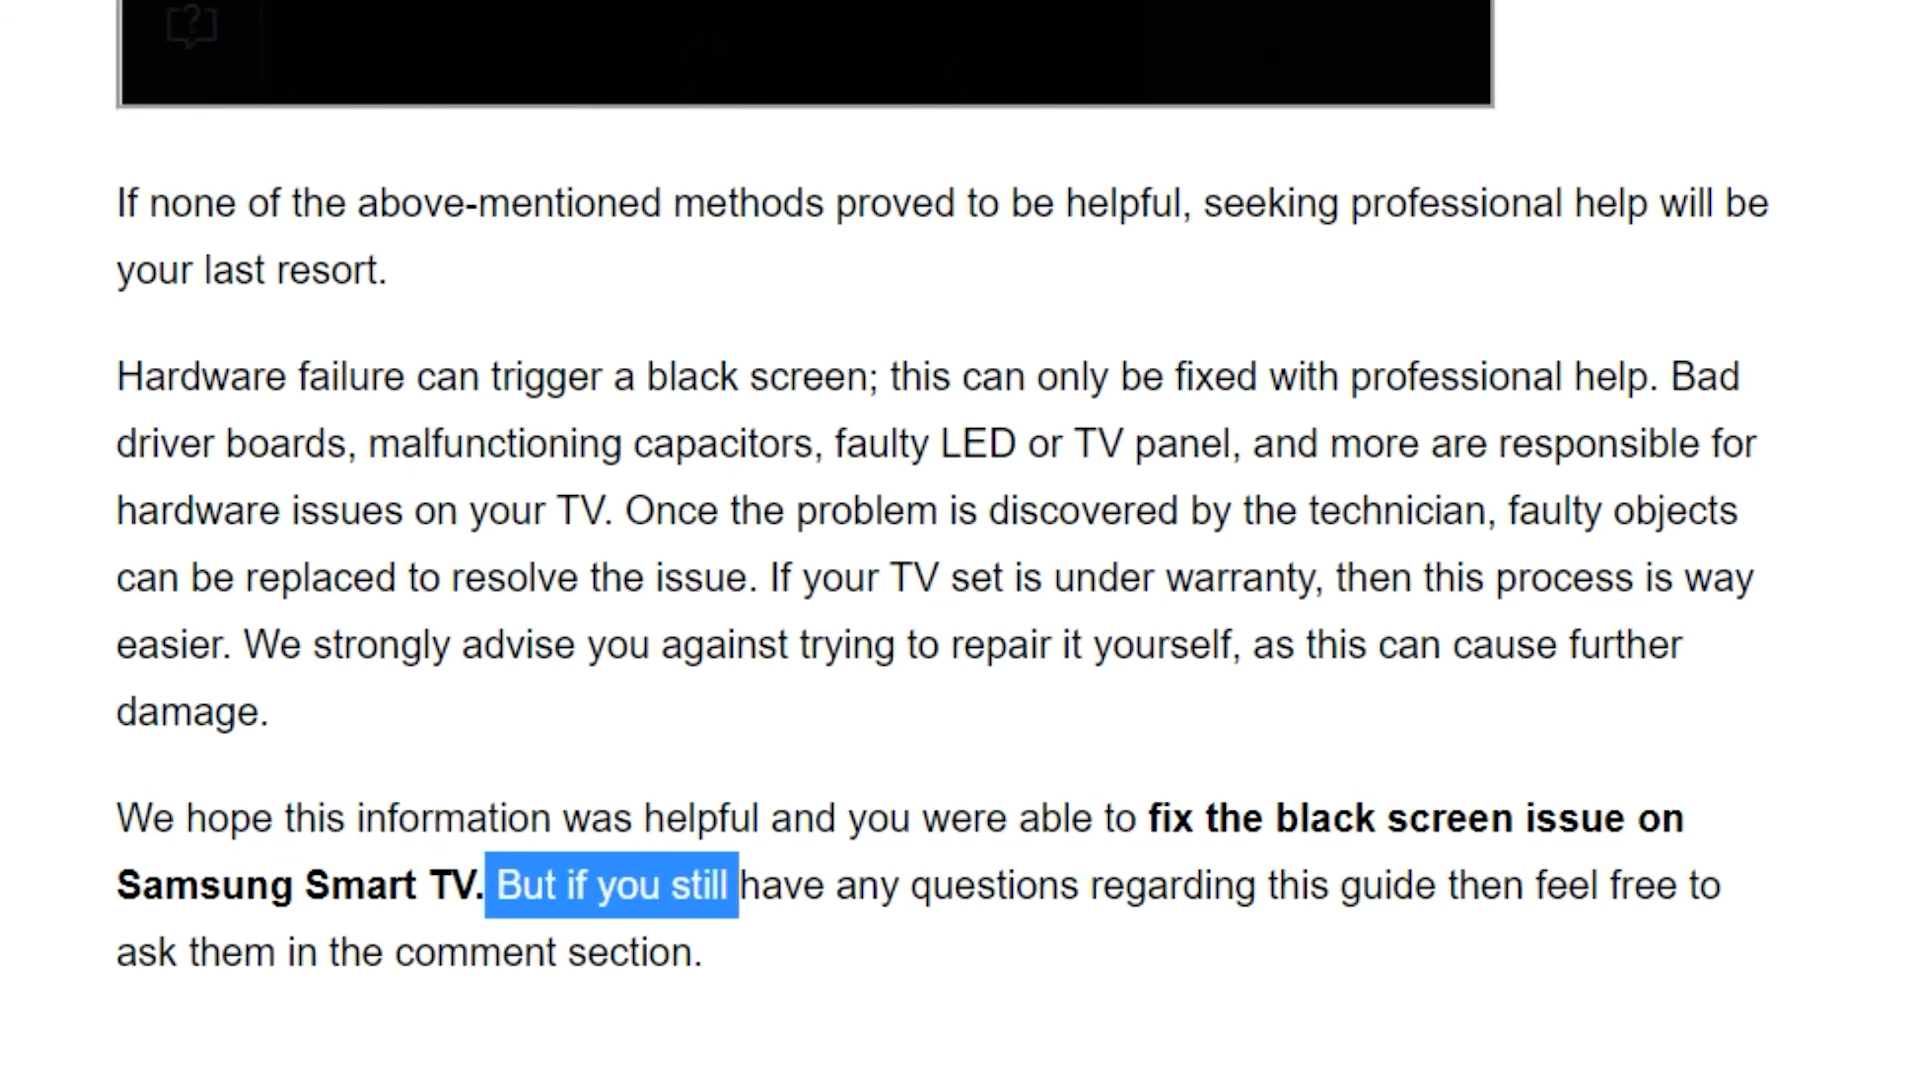 If none of the above-mentioned methods proved to be helpful, seeking professional help will be
your last resort.
Hardware failure can trigger a black screen; this can only be fixed with professional help. Bad
driver boards, malfunctioning capacitors, faulty LED or TV panel, and more are responsible for
hardware issues on your TV. Once the problem is discovered by the technician, faulty objects
can be replaced to resolve the issue. If your TV set is under warranty, then this process is way
easier. We strongly advise you against trying to repair it yourself, as this can cause further
damage.
We hope this information was helpful and you were able to fix the black screen issue on
Samsung Smart TV. But if you still have any questions regarding this guide then feel free to
ask them in the comment section.